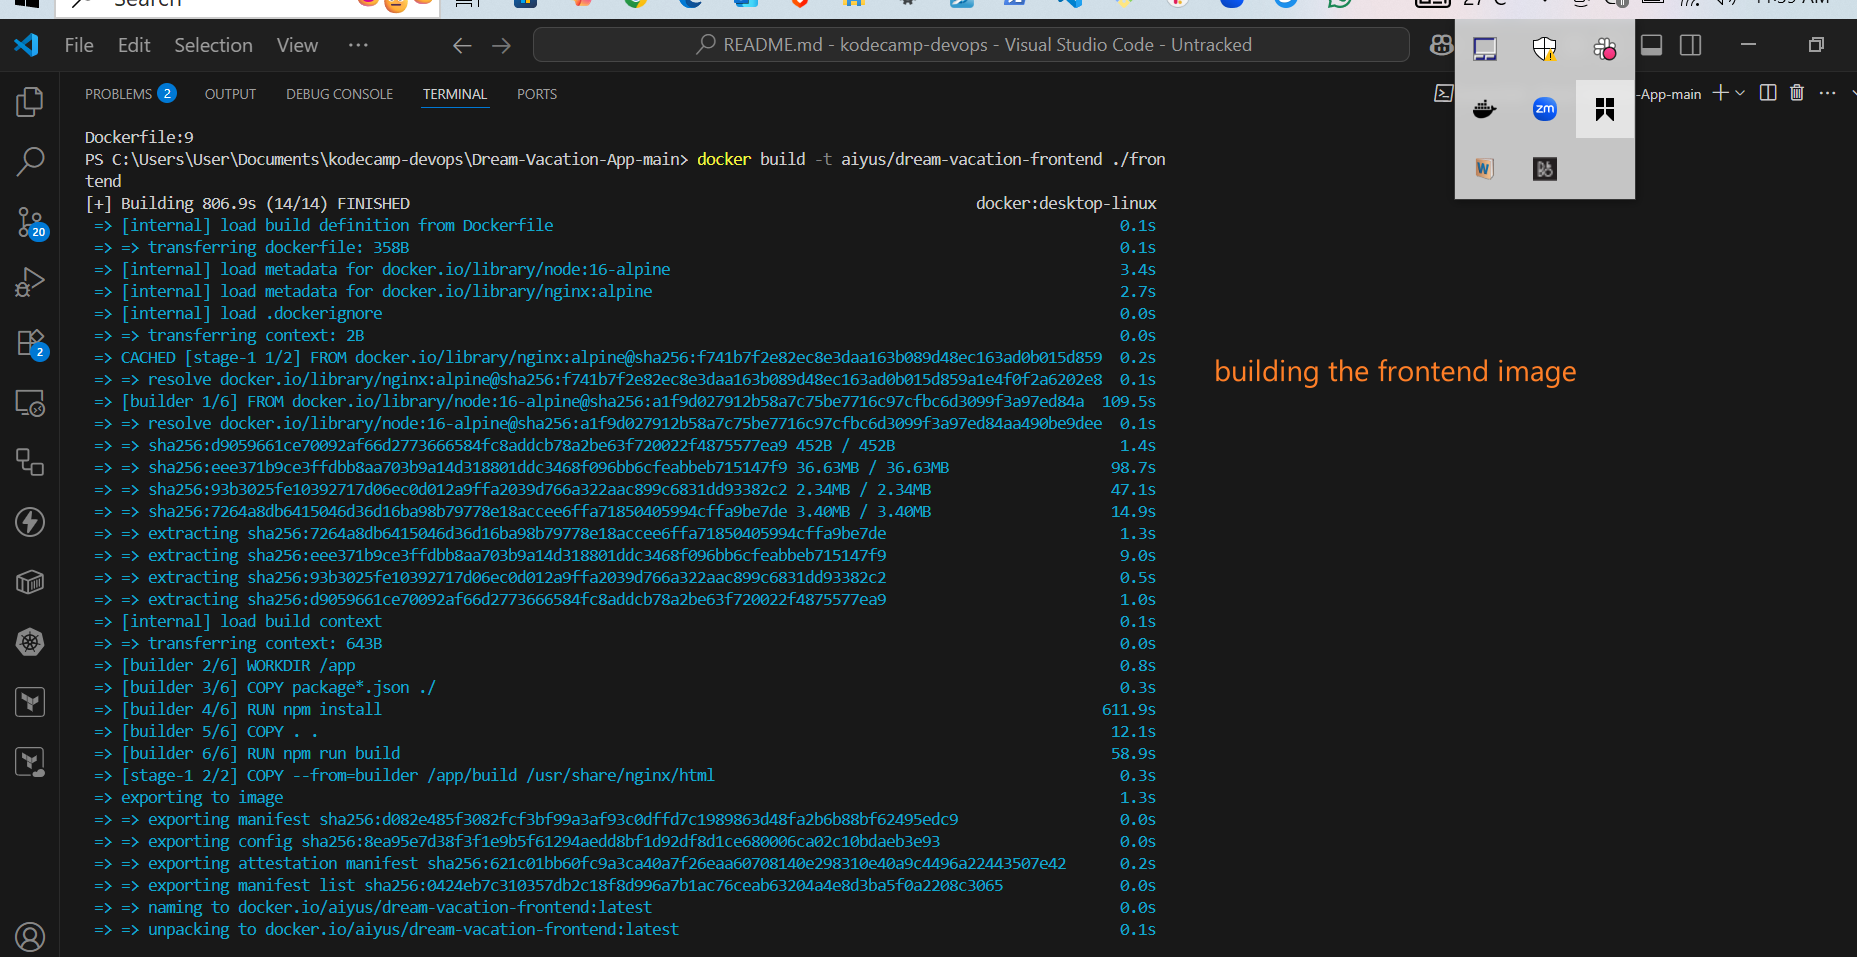 Search
27°C
11:39 AM
File Edit Selection View ···
README.md - kodecamp-devops - Visual Studio Code - Untracked
PROBLEMS 2 OUTPUT DEBUG CONSOLE TERMINAL PORTS
-App-main
zm
W
20
2
Dockerfile:9
PS C:\Users\User\Documents\kodecamp-devops\Dream-Vacation-App-main> docker build -t aiyus/dream-vacation-frontend ./fron
tend
[+] Building 806.9s (14/14) FINISHED docker:desktop-linux
=> [internal] load build definition from Dockerfile 0.1s
=> => transferring dockerfile: 358B 0.1s
=> [internal] load metadata for docker.io/library/node:16-alpine 3.4s
=> [internal] load metadata for docker.io/library/nginx:alpine 2.7s
=> [internal] load .dockerignore 0.0s
=> => transferring context: 2B 0.0s
=> CACHED [stage-1 1/2] FROM docker.io/library/nginx:alpine@sha256:f741b7f2e82ec8e3daa163b089d48ec163ad0b015d859 0.2s
=> => resolve docker.io/library/nginx:alpine@sha256:f741b7f2e82ec8e3daa163b089d48ec163ad0b015d859a1e4f0f2a6202e8 0.1s
=> [builder 1/6] FROM docker.io/library/node:16-alpine@sha256:a1f9d027912b58a7c75be7716c97cfbc6d3099f3a97ed84a 109.5s
=> => resolve docker.io/library/node:16-alpine@sha256:a1f9d027912b58a7c75be7716c97cfbc6d3099f3a97ed84aa490be9dee 0.1s
=> => sha256:d9059661ce70092af66d2773666584fc8addcb78a2be63f720022f4875577ea9 452B / 452B 1.4s
=> => sha256:eee371b9ce3ffdbb8aa703b9a14d318801ddc3468f096bb6cfeabbeb715147f9 36.63MB / 36.63MB 98.7s
=> => sha256:93b3025fe10392717d06ec0d012a9ffa2039d766a322aac899c6831dd93382c2 2.34MB / 2.34MB 47.1s
=> => sha256:7264a8db6415046d36d16ba98b79778e18accee6ffa71850405994cffa9be7de 3.40MB / 3.40MB 14.9s
=> => extracting sha256:7264a8db6415046d36d16ba98b79778e18accee6ffa71850405994cffa9be7de 1.3s
=> => extracting sha256:eee371b9ce3ffdbb8aa703b9a14d318801ddc3468f096bb6cfeabbeb715147f9 9.0s
=> => extracting sha256:93b3025fe10392717d06ec0d012a9ffa2039d766a322aac899c6831dd93382c2 0.5s
=> => extracting sha256:d9059661ce70092af66d2773666584fc8addcb78a2be63f720022f4875577ea9 1.0s
=> [internal] load build context 0.1s
=> => transferring context: 643B 0.0s
=> [builder 2/6] WORKDIR /app 0.8s
=> [builder 3/6] COPY package*.json ./ 0.3s
=> [builder 4/6] RUN npm install 611.9s
=> [builder 5/6] COPY . . 12.1s
=> [builder 6/6] RUN npm run build 58.9s
=> [stage-1 2/2] COPY --from=builder /app/build /usr/share/nginx/html 0.3s
=> exporting to image 1.3s
=> => exporting manifest sha256:d082e485f3082fcf3bf99a3af93c0dffd7c1989863d48fa2b6b88bf62495edc9 0.0s
=> => exporting config sha256:8ea95e7d38f3f1e9b5f61294aedd8bf1d92df8d1ce680006ca02c10bdaeb3e93 0.0s
=> => exporting attestation manifest sha256:621c01bb60fc9a3ca40a7f26eaa60708140e298310e40a9c4496a22443507e42 0.2s
=> => exporting manifest list sha256:0424eb7c310357db2c18f8d996a7b1ac76ceab63204a4e8d3ba5f0a2208c3065 0.0s
=> => naming to docker.io/aiyus/dream-vacation-frontend:latest 0.0s
=> => unpacking to docker.io/aiyus/dream-vacation-frontend:latest 0.1s
building the frontend image